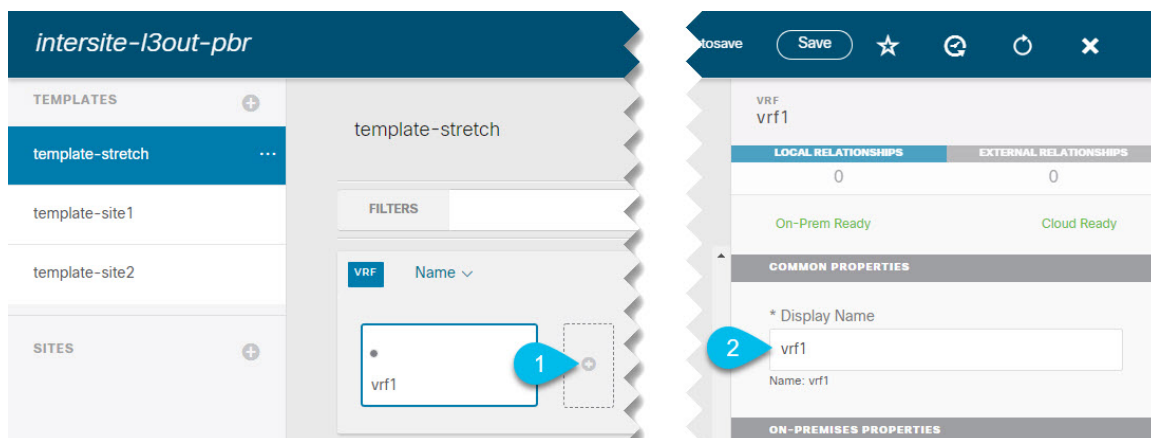 intersite-l3out-pbr
TEMPLATES
template-stretch
template-site1
template-site2
SITES
template-stretch
FILTERS
VRF Name
vrf1
1
tosave Save
VRF
vrf1
LOCAL RELATIONSHIPS EXTERNAL RELATIONSHIPS
0 0
On-Prem Ready Cloud Ready
COMMON PROPERTIES
* Display Name
2 vrf1
Name: vrf1
ON-PREMISES PROPERTIES